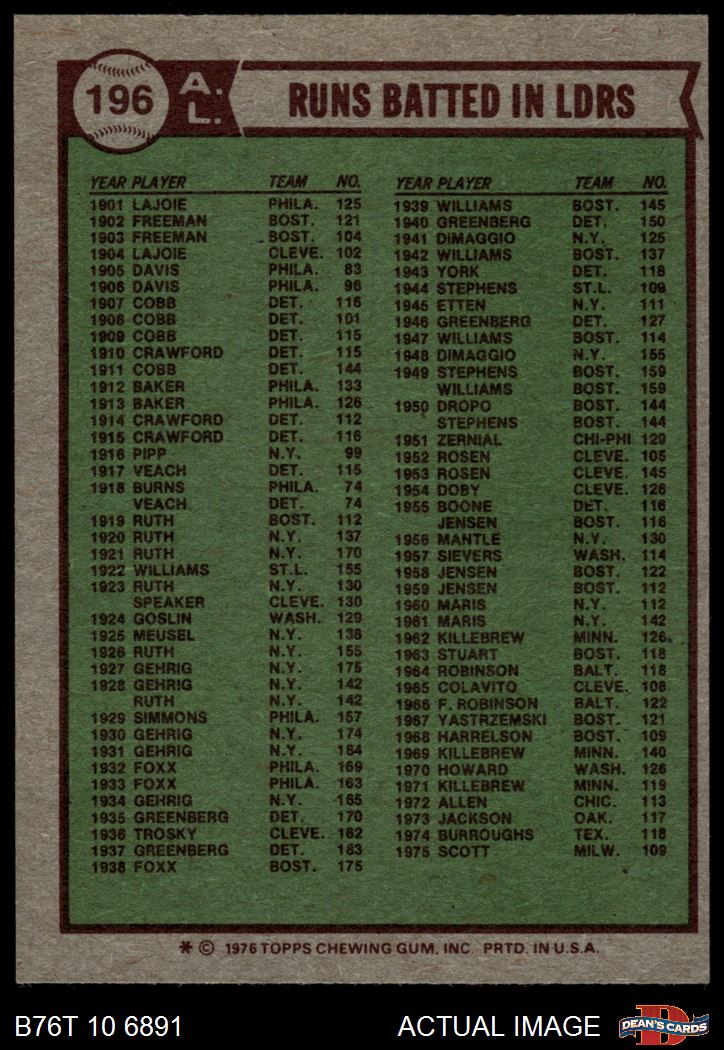 196 A. L. RUNS BATTED IN LDRS
YEAR PLAYER TEAM NO.
1901 LAJOIE PHILA. 125
1902 FREEMAN BOST. 121
1903 FREEMAN BOST. 104
1904 LAJOIE CLEVE. 102
1905 DAVIS PHILA. 83
1906 DAVIS PHILA. 96
1907 COBB DET. 116
1908 COBB DET. 101
1909 COBB DET. 115
1910 CRAWFORD DET. 115
1911 COBB DET. 144
1912 BAKER PHILA. 133
1913 BAKER PHILA. 126
1914 CRAWFORD DET. 112
1915 CRAWFORD DET. 116
1916 PIPP N.Y. 99
1917 VEACH DET. 115
1918 BURNS PHILA. 74
VEACH DET. 74
1919 RUTH BOST. 112
1920 RUTH N.Y. 137
1921 RUTH N.Y. 170
1922 WILLIAMS ST.L. 155
1923 RUTH N.Y. 130
SPEAKER CLEVE. 130
1924 GOSLIN WASH. 129
1925 MEUSEL N.Y. 138
1926 RUTH N.Y. 155
1927 GEHRIG N.Y. 175
1928 GEHRIG N.Y. 142
RUTH N.Y. 142
1929 SIMMONS PHILA. 157
1930 GEHRIG N.Y. 174
1931 GEHRIG N.Y. 184
1932 FOXX PHILA. 169
1933 FOXX PHILA. 163
1934 GEHRIG N.Y. 165
1935 GREENBERG DET. 170
1936 TROSKY CLEVE. 162
1937 GREENBERG DET. 183
1938 FOXX BOST. 175
YEAR PLAYER TEAM NO.
1939 WILLIAMS BOST. 145
1940 GREENBERG DET. 150
1941 DIMAGGIO N.Y. 125
1942 WILLIAMS BOST. 137
1943 YORK DET. 118
1944 STEPHENS ST.L. 109
1945 ETTEN N.Y. 111
1946 GREENBERG DET. 127
1947 WILLIAMS BOST. 114
1948 DIMAGGIO N.Y. 155
1949 STEPHENS BOST. 159
WILLIAMS BOST. 159
1950 DROPO BOST. 144
STEPHENS BOST. 144
1951 ZERNIAL CHI-PHI 129
1952 ROSEN CLEVE. 105
1953 ROSEN CLEVE. 145
1954 DOBY CLEVE. 126
1955 BOONE DET. 116
JENSEN BOST. 116
1956 MANTLE N.Y. 130
1957 SIEVERS WASH. 114
1958 JENSEN BOST. 122
1959 JENSEN BOST. 112
1960 MARIS N.Y. 112
1961 MARIS N.Y. 142
1962 KILLEBREW MINN. 126
1963 STUART BOST. 118
1964 ROBINSON BALT. 118
1965 COLAVITO CLEVE. 108
1966 F. ROBINSON BALT. 122
1967 YASTRZEMSKI BOST. 121
1968 HARRELSON BOST. 109
1969 KILLEBREW MINN. 140
1970 HOWARD WASH. 126
1971 KILLEBREW MINN. 119
1972 ALLEN CHIC. 113
1973 JACKSON OAK. 117
1974 BURROUGHS TEX. 118
1975 SCOTT MILW. 109
* © 1976 TOPPS CHEWING GUM, INC. PRTD. IN U.S.A.
B76T 10 6891 ACTUAL IMAGE D DEAN'S CARDS